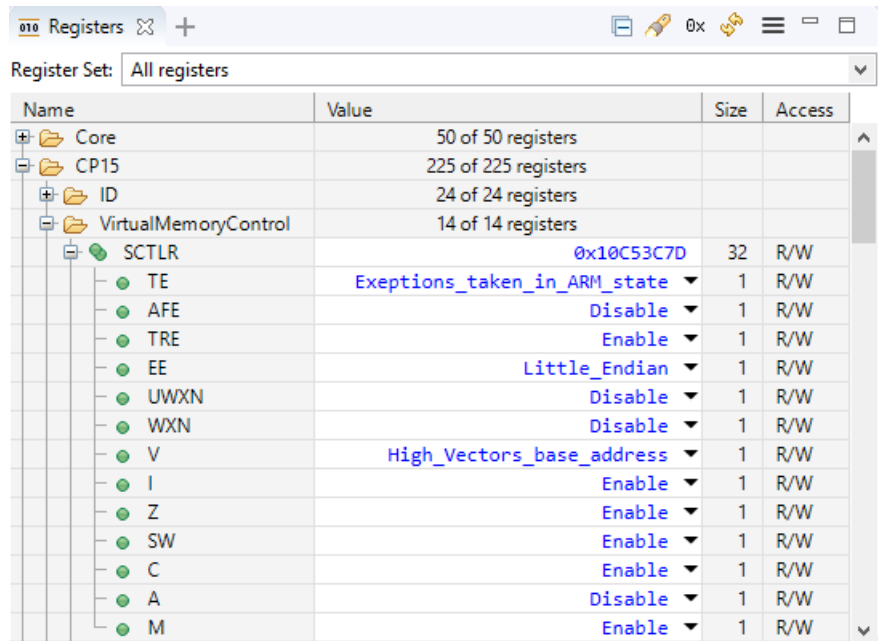 010 Registers
0x
Register Set: All registers
Name Value Size Access
Core 50 of 50 registers
CP15 225 of 225 registers
ID 24 of 24 registers
VirtualMemoryControl 14 of 14 registers
SCTLR 0x10C53C7D 32 R/W
TE Exeptions_taken_in_ARM_state 1 R/W
AFE Disable 1 R/W
TRE Enable 1 R/W
EE Little_Endian 1 R/W
UWXN Disable 1 R/W
WXN Disable 1 R/W
V High_Vectors_base_address 1 R/W
I Enable 1 R/W
Z Enable 1 R/W
SW Enable 1 R/W
C Enable 1 R/W
A Disable 1 R/W
M Enable 1 R/W